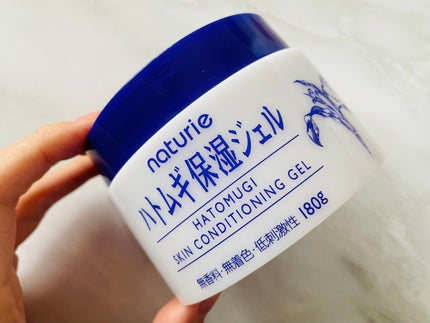 naturie
ハトムギ保湿ジェル
HATOMUGI
SKIN CONDITIONING GEL
無香料・無着色・低刺激性 180g